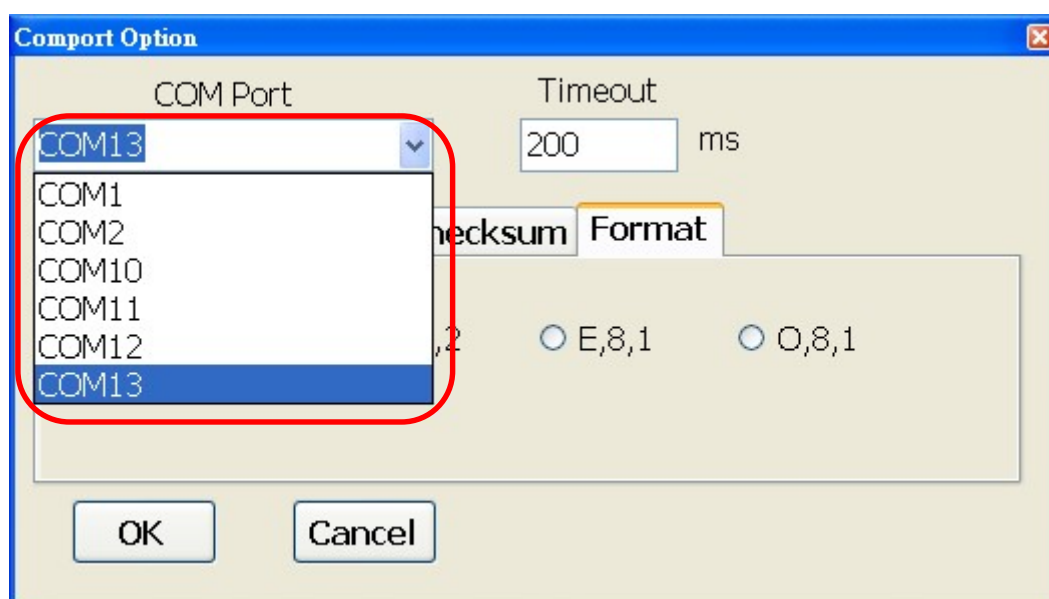 Comport Option
COM Port
Timeout
COM13
200
ms
COM1
COM2
COM10
COM11
COM12
COM13
hecksum
Format
,2
E,8,1
O,8,1
OK
Cancel